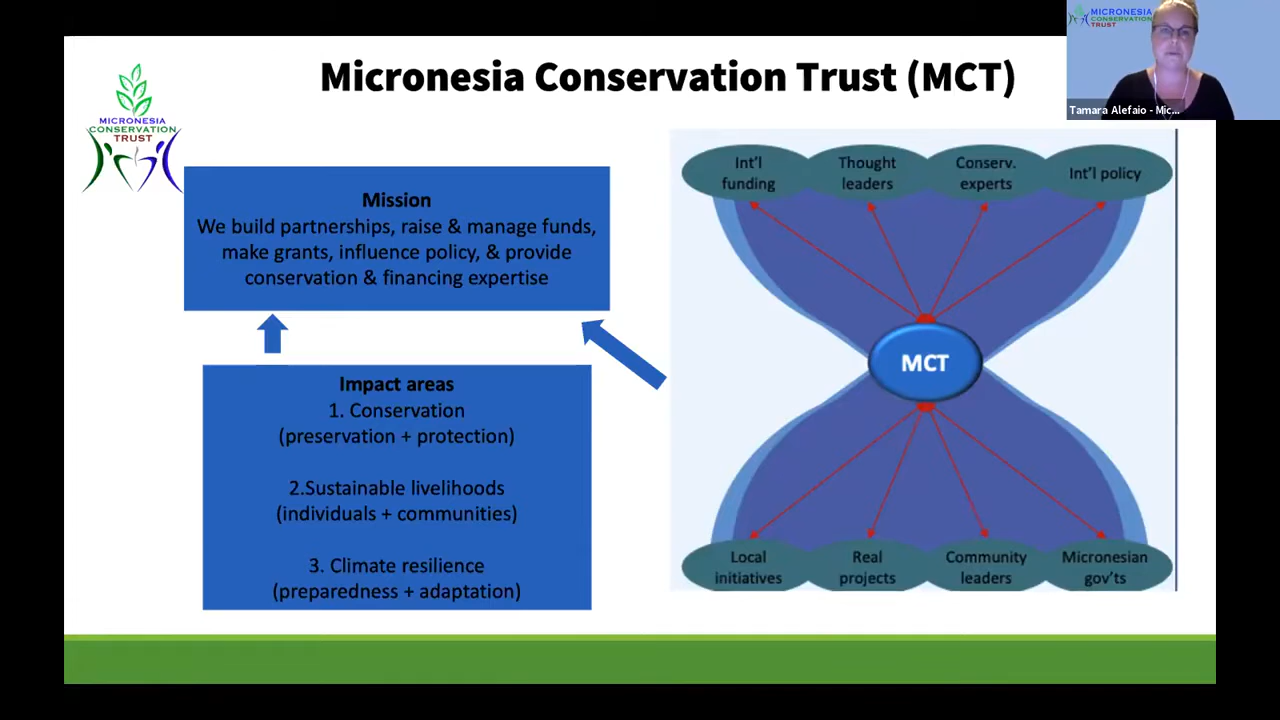 Micronesia Conservation Trust (MCT)
MICRONESIA
CONSERVATION
TRUST
Tamara Alefaio - Mic...
MICRONESIA
CONSERVATION
TRUST
Mission
We build partnerships, raise & manage funds,
make grants, influence policy, & provide
conservation & financing expertise
Impact areas
1. Conservation
(preservation + protection)
2.Sustainable livelihoods
(individuals + communities)
3. Climate resilience
(preparedness + adaptation)
Int'l
funding
Thought
leaders
Conserv.
experts
Int'l policy
MCT
Local
initiatives
Real
projects
Community
leaders
Micronesian
gov'ts